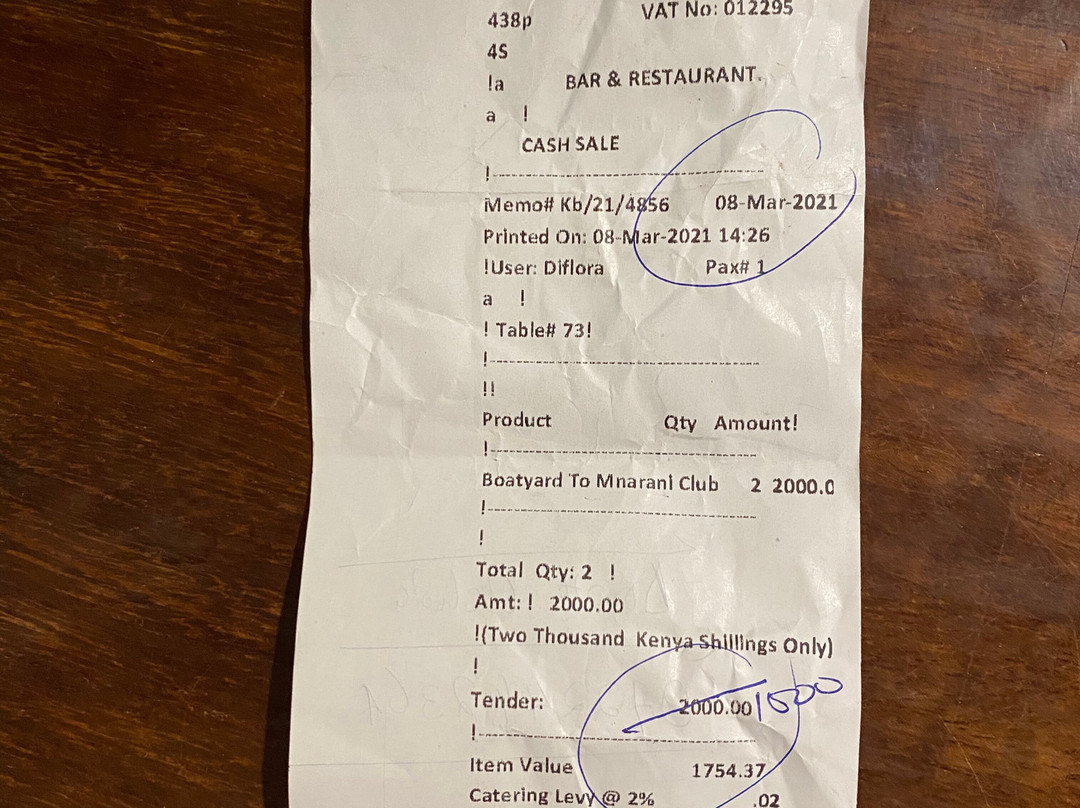 438p VAT No: 012295
4S
!a BAR & RESTAURANT.
a !
CASH SALE
!--------------------------------
Memo# Kb/21/4856 08-Mar-2021
Printed On: 08-Mar-2021 14:26
!User: Diflora Pax# 1
a !
! Table# 73!
!--------------------------------
!!
Product Qty Amount!
!--------------------------------
Boatyard To Mnarani Club 2 2000.0
!--------------------------------
!
Total Qty: 2 !
Amt: ! 2000.00
!(Two Thousand Kenya Shillings Only)
!
Tender: 2000.00 1500
!--------------------------------
Item Value 1754.37
Catering Levy @ 2% .02